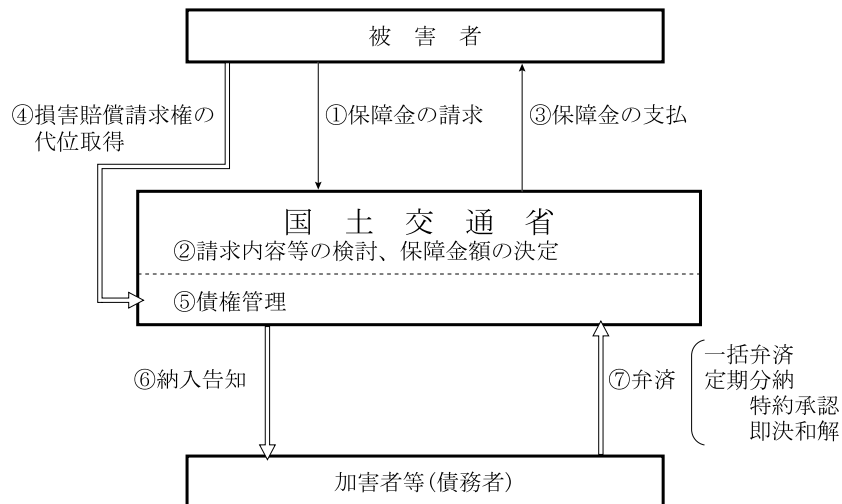 被　害　者
④損害賠償請求権の
代位取得
①保障金の請求
③保障金の支払
国　土　交　通　省
②請求内容等の検討、保障金額の決定
⑤債権管理
⑥納入告知
⑦弁済
一括弁済
定期分納
特約承認
即決和解
加害者等(債務者)